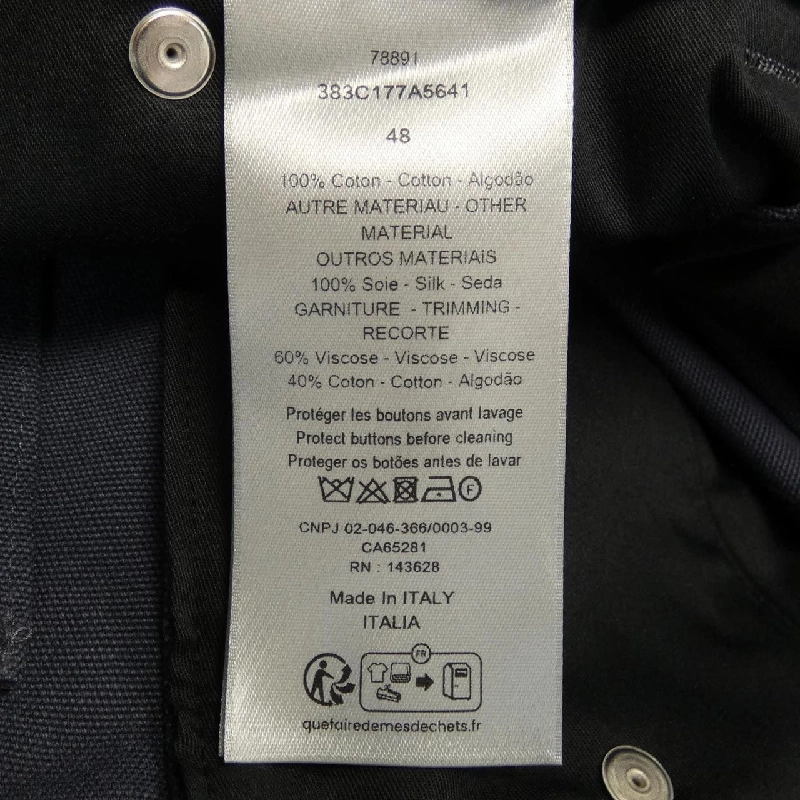 78891
383C177A5641
48
100% Coton - Cotton - Algodão
AUTRE MATERIAU - OTHER
MATERIAL
OUTROS MATERIAIS
100% Soie - Silk - Seda
GARNITURE - TRIMMING -
RECORTE
60% Viscose - Viscose - Viscose
40% Coton - Cotton - Algodão
Protéger les boutons avant lavage
Protect buttons before cleaning
Proteger os botões antes de lavar
F
CNPJ 02-046-366/0003-99
CA65281
RN : 143628
Made In ITALY
ITALIA
FR
quefairedemesdechets.fr